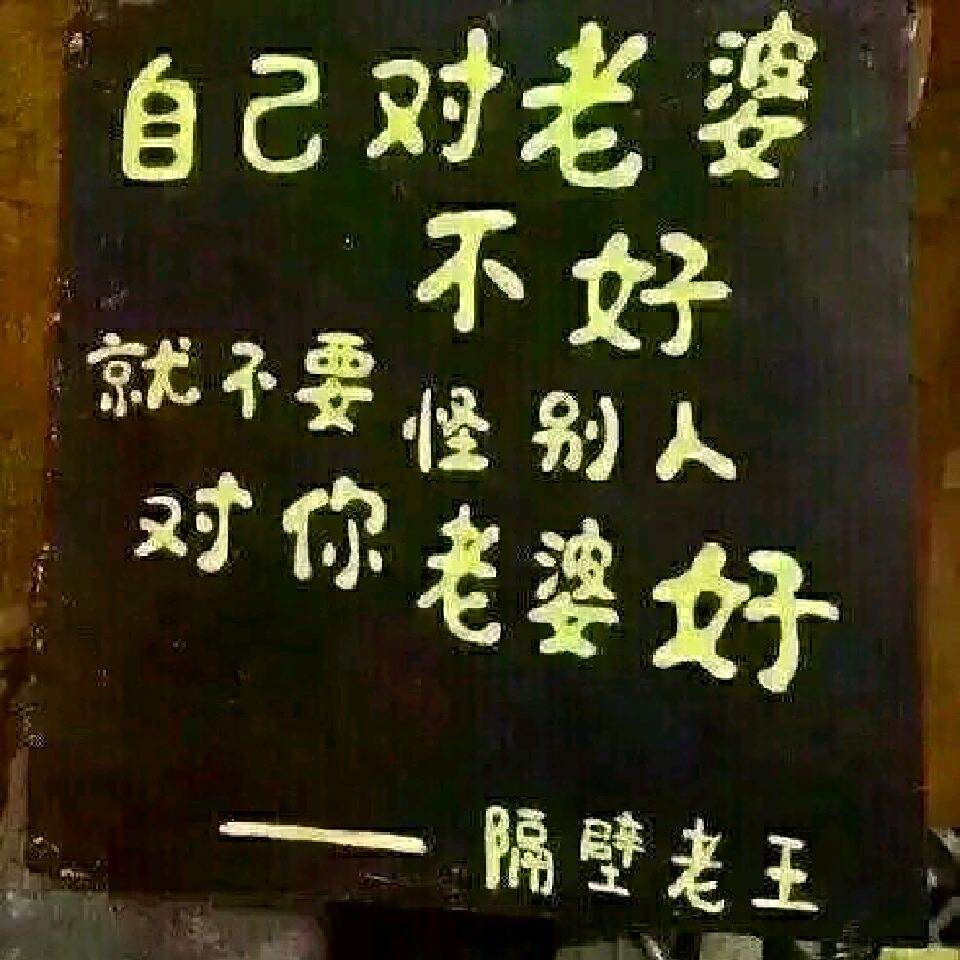 自己对老婆
不好
就不要怪别人
对你老婆好
——隔壁老王